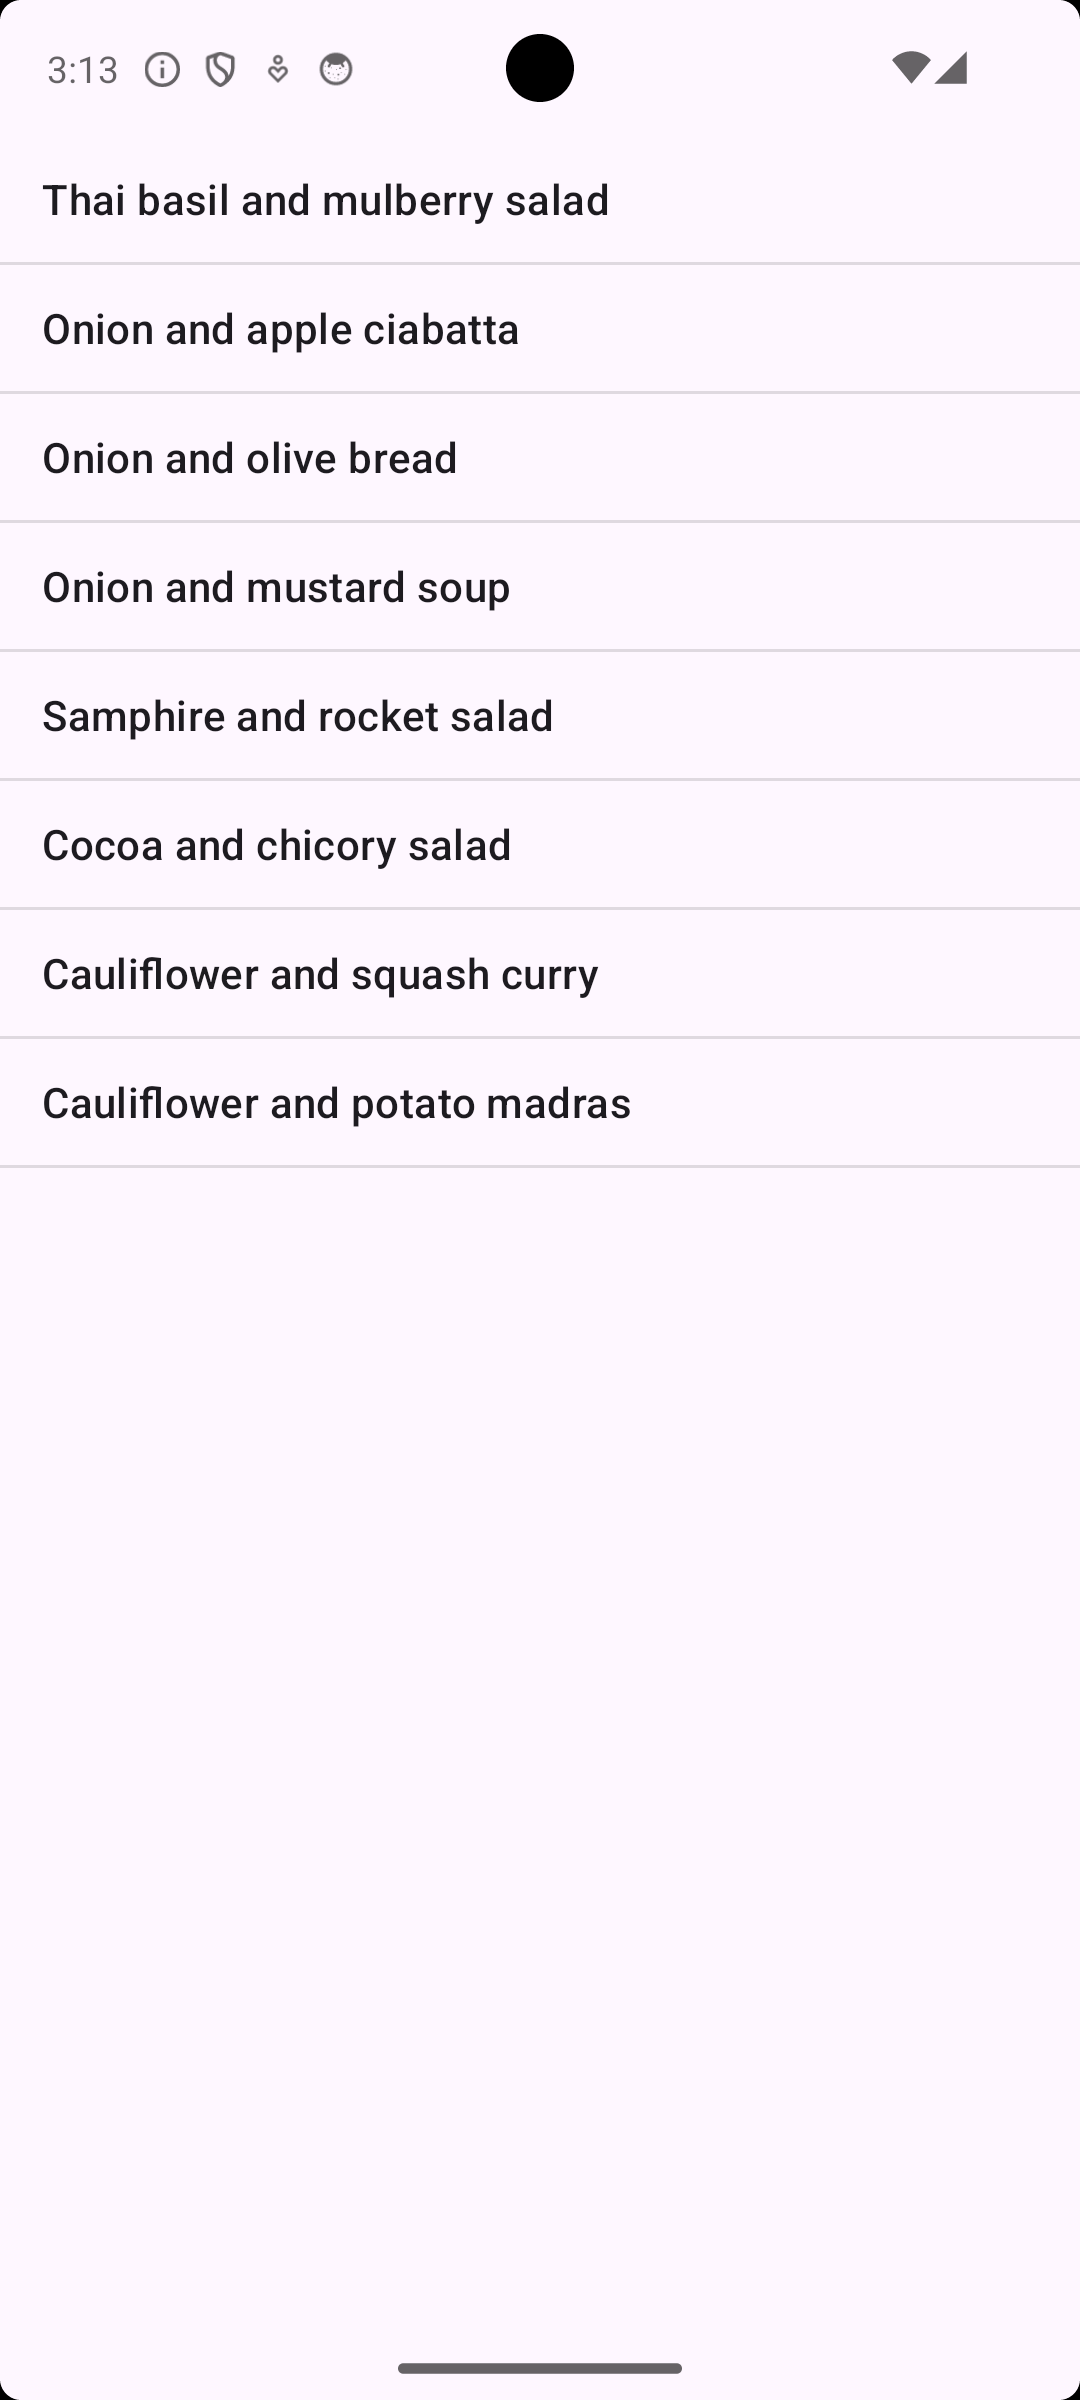 3:13
Thai basil and mulberry salad
Onion and apple ciabatta
Onion and olive bread
Onion and mustard soup
Samphire and rocket salad
Cocoa and chicory salad
Cauliflower and squash curry
Cauliflower and potato madras